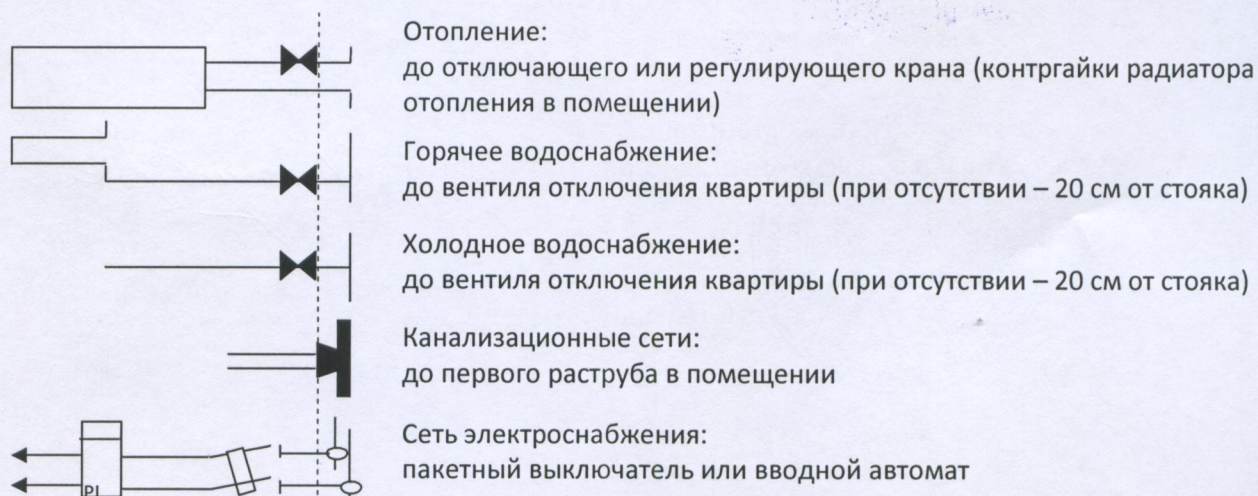 Отопление:
до отключающего или регулирующего крана (контргайки радиатора
отопления в помещении)
Горячее водоснабжение:
до вентиля отключения квартиры (при отсутствии – 20 см от стояка)
Холодное водоснабжение:
до вентиля отключения квартиры (при отсутствии – 20 см от стояка)
Канализационные сети:
до первого раструба в помещении
Сеть электроснабжения:
пакетный выключатель или вводной автомат
PI